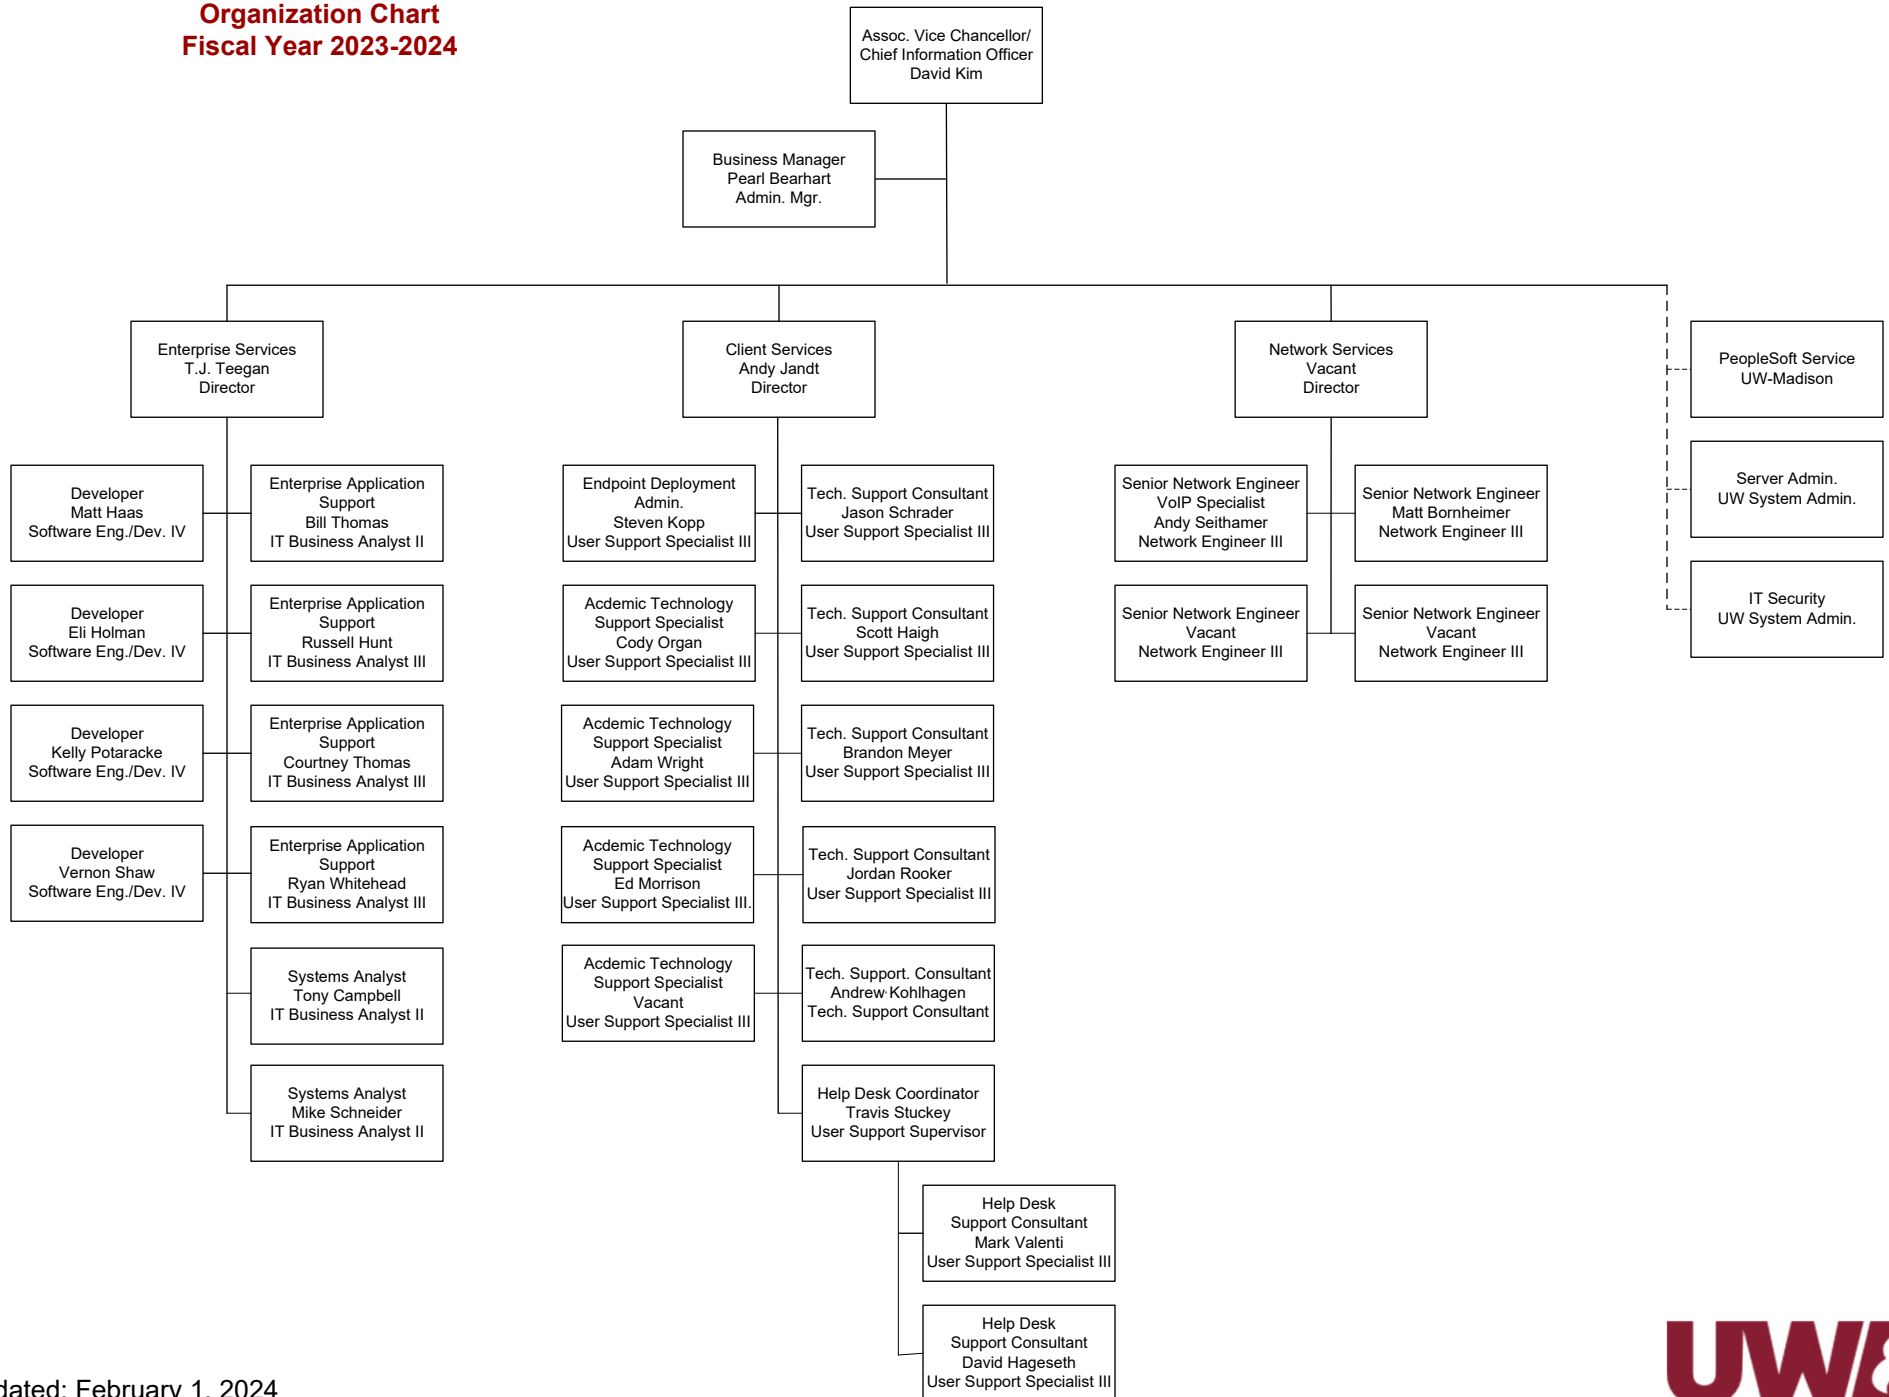 Organization Chart
Fiscal Year 2023-2024
Assoc. Vice Chancellor/
Chief Information Officer
David Kim
Business Manager
Pearl Bearhart
Admin. Mgr.
Enterprise Services
T.J. Teegan
Director
Client Services
Andy Jandt
Director
Network Services
Vacant
Director
PeopleSoft Service
UW-Madison
Server Admin.
UW System Admin.
IT Security
UW System Admin.
Developer
Matt Haas
Software Eng./Dev. IV
Developer
Eli Holman
Software Eng./Dev. IV
Developer
Kelly Potaracke
Software Eng./Dev. IV
Developer
Vernon Shaw
Software Eng./Dev. IV
Enterprise Application
Support
Bill Thomas
IT Business Analyst II
Enterprise Application
Support
Russell Hunt
IT Business Analyst III
Enterprise Application
Support
Courtney Thomas
IT Business Analyst III
Enterprise Application
Support
Ryan Whitehead
IT Business Analyst III
Systems Analyst
Tony Campbell
IT Business Analyst II
Systems Analyst
Mike Schneider
IT Business Analyst II
Endpoint Deployment
Admin.
Steven Kopp
User Support Specialist III
Acdemic Technology
Support Specialist
Cody Organ
User Support Specialist III
Acdemic Technology
Support Specialist
Adam Wright
User Support Specialist III
Acdemic Technology
Support Specialist
Ed Morrison
User Support Specialist III.
Acdemic Technology
Support Specialist
Vacant
User Support Specialist III
Tech. Support Consultant
Jason Schrader
User Support Specialist III
Tech. Support Consultant
Scott Haigh
User Support Specialist III
Tech. Support Consultant
Brandon Meyer
User Support Specialist III
Tech. Support Consultant
Jordan Rooker
User Support Specialist III
Tech. Support. Consultant
Andrew Kohlhagen
Tech. Support Consultant
Help Desk Coordinator
Travis Stuckey
User Support Supervisor
Help Desk
Support Consultant
Mark Valenti
User Support Specialist III
Help Desk
Support Consultant
David Hageseth
User Support Specialist III
Senior Network Engineer
VoIP Specialist
Andy Seithamer
Network Engineer III
Senior Network Engineer
Vacant
Network Engineer III
Senior Network Engineer
Matt Bornheimer
Network Engineer III
Senior Network Engineer
Vacant
Network Engineer III
dated: February 1, 2024
UW